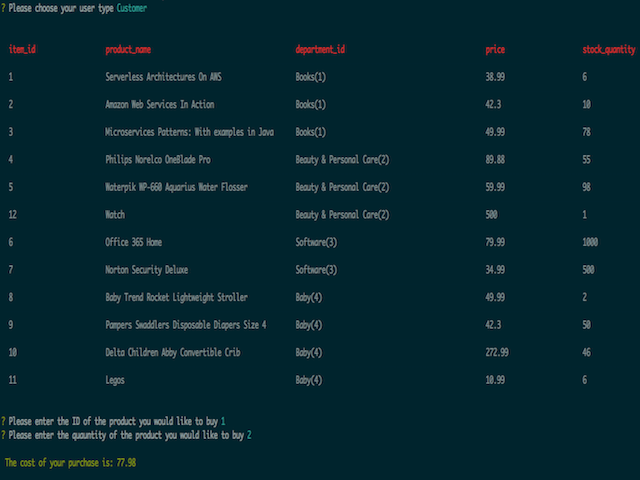 ? Please choose your user type Customer
item_id product_name department_id price stock_quantity
1 Serverless Architectures On AWS Books(1) 38.99 6
2 Amazon Web Services In Action Books(1) 42.3 10
3 Microservices Patterns: With examples in Java Books(1) 49.99 78
4 Philips Norelco OneBlade Pro Beauty & Personal Care(2) 89.88 55
5 Waterpik WP-660 Aquarius Water Flosser Beauty & Personal Care(2) 59.99 98
12 Watch Beauty & Personal Care(2) 500 1
6 Office 365 Home Software(3) 79.99 1000
7 Norton Security Deluxe Software(3) 34.99 500
8 Baby Trend Rocket Lightweight Stroller Baby(4) 49.99 2
9 Pampers Swaddlers Disposable Diapers Size 4 Baby(4) 42.3 50
10 Delta Children Abby Convertible Crib Baby(4) 272.99 46
11 Legos Baby(4) 10.99 6
? Please enter the ID of the product you would like to buy 1
? Please enter the quauntity of the product you would like to buy 2
The cost of your purchase is: 77.98